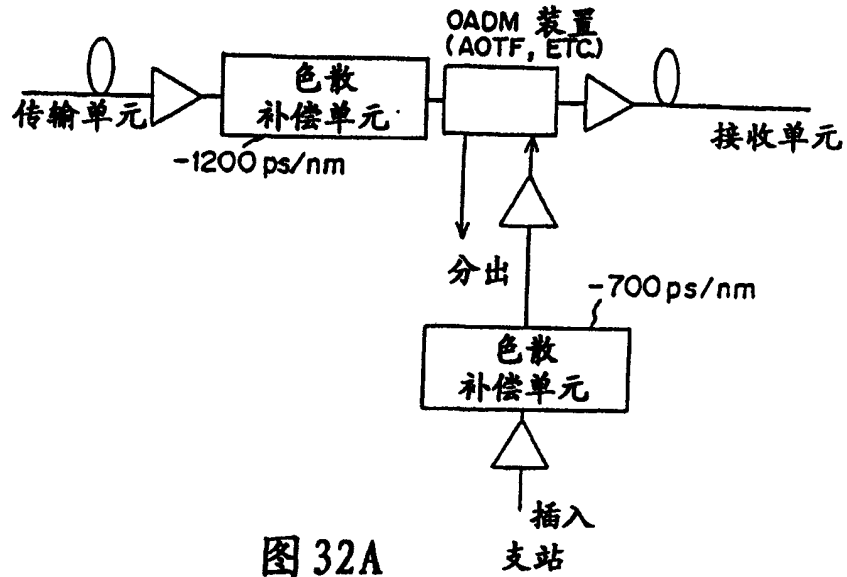 OADM 装置
(AOTF, ETC.)
色散
补偿单元
传输单元
接收单元
-1200 ps/nm
分出
-700 ps/nm
色散
补偿单元
插入
支站
图 32A